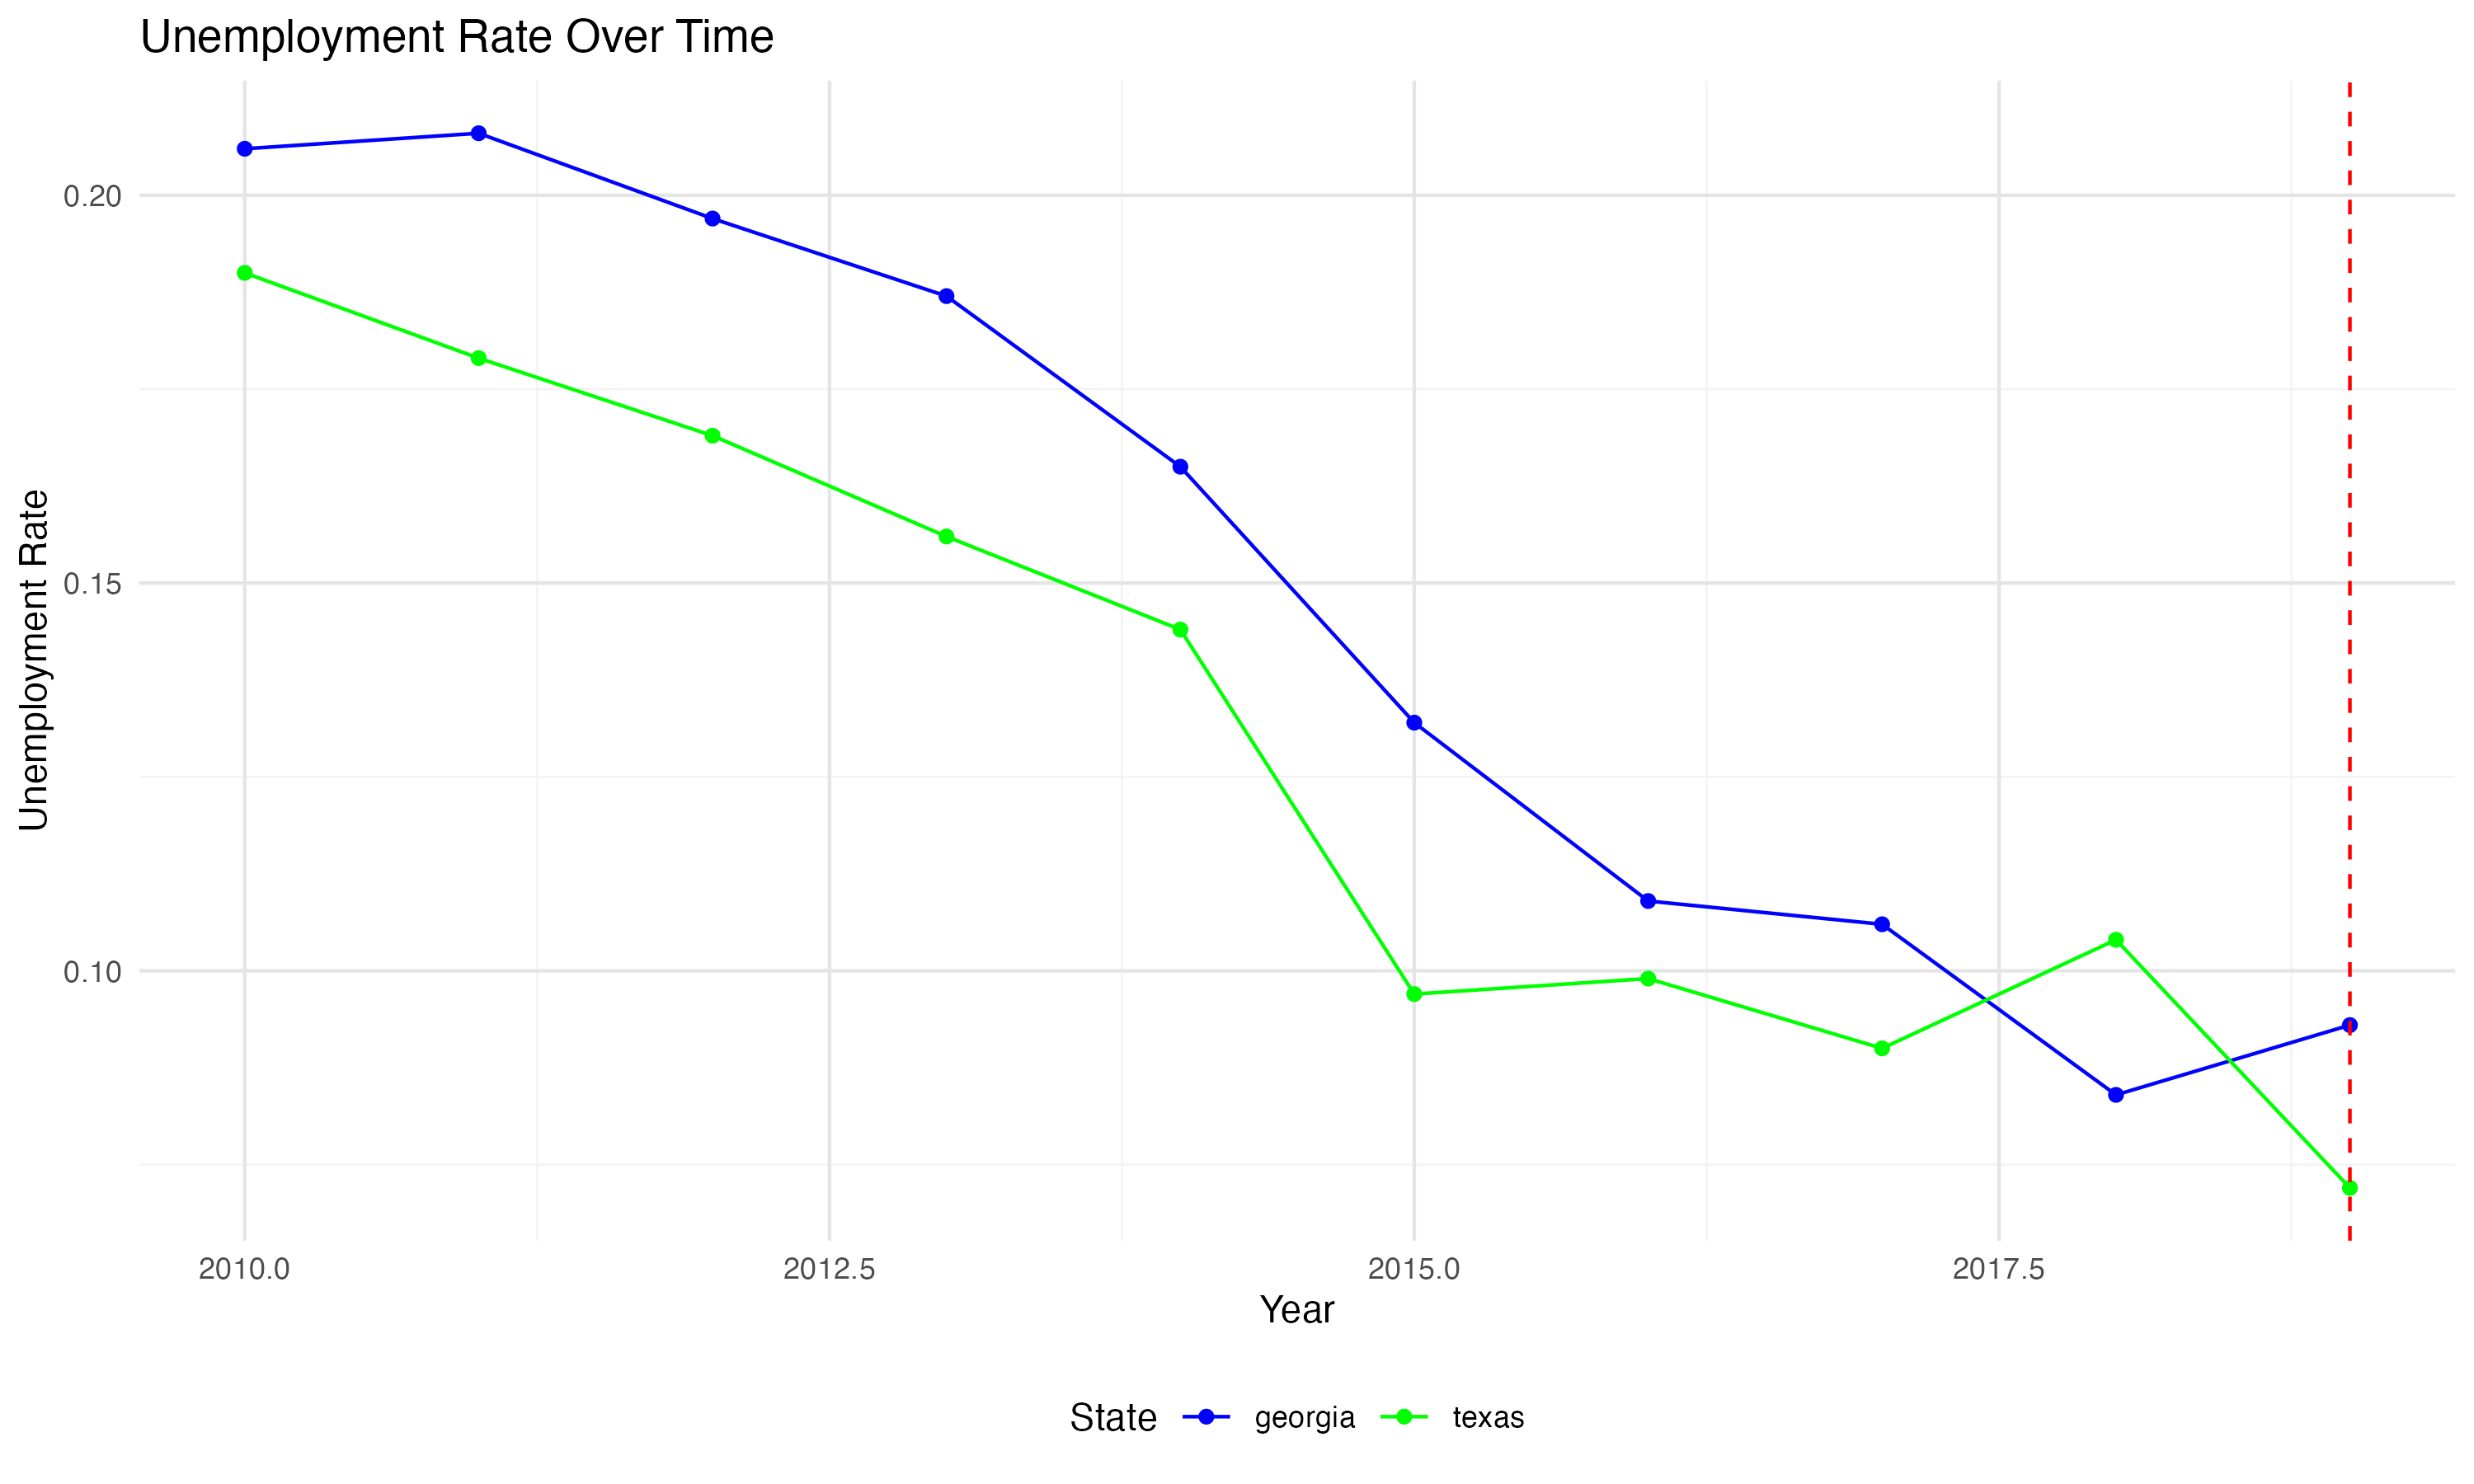 Unemployment Rate Over Time
Unemployment Rate
0.20
0.15
0.10
2010.0 2012.5 2015.0 2017.5
Year
State georgia texas